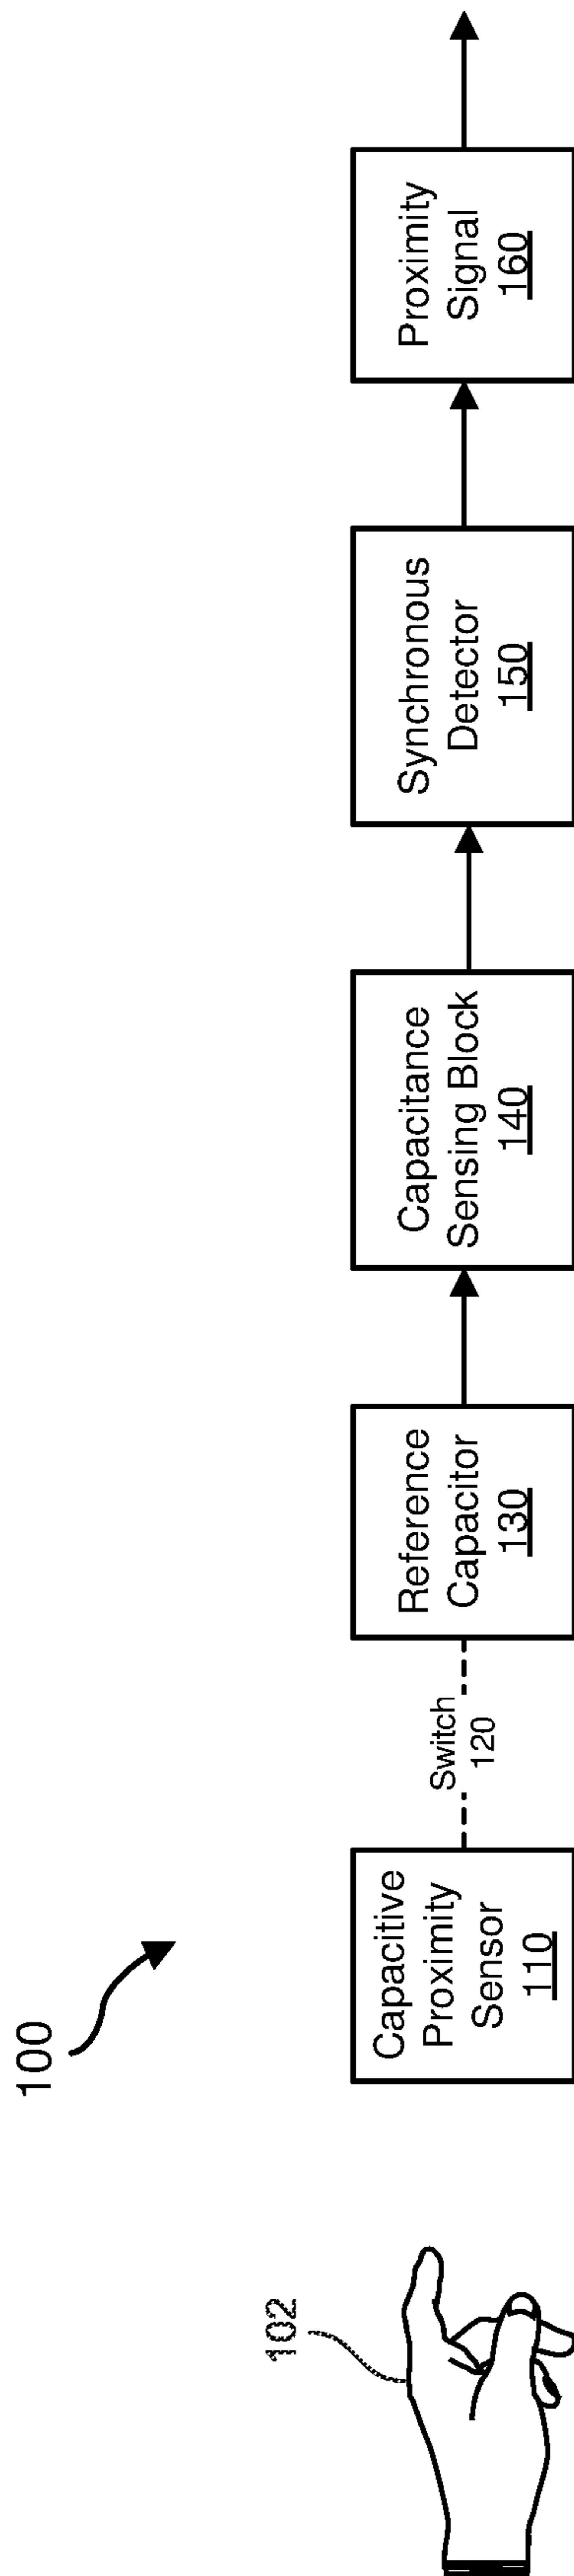 100
102
Capacitive
Proximity
Sensor
110
Switch
120
Reference
Capacitor
130
Capacitance
Sensing Block
140
Synchronous
Detector
150
Proximity
Signal
160